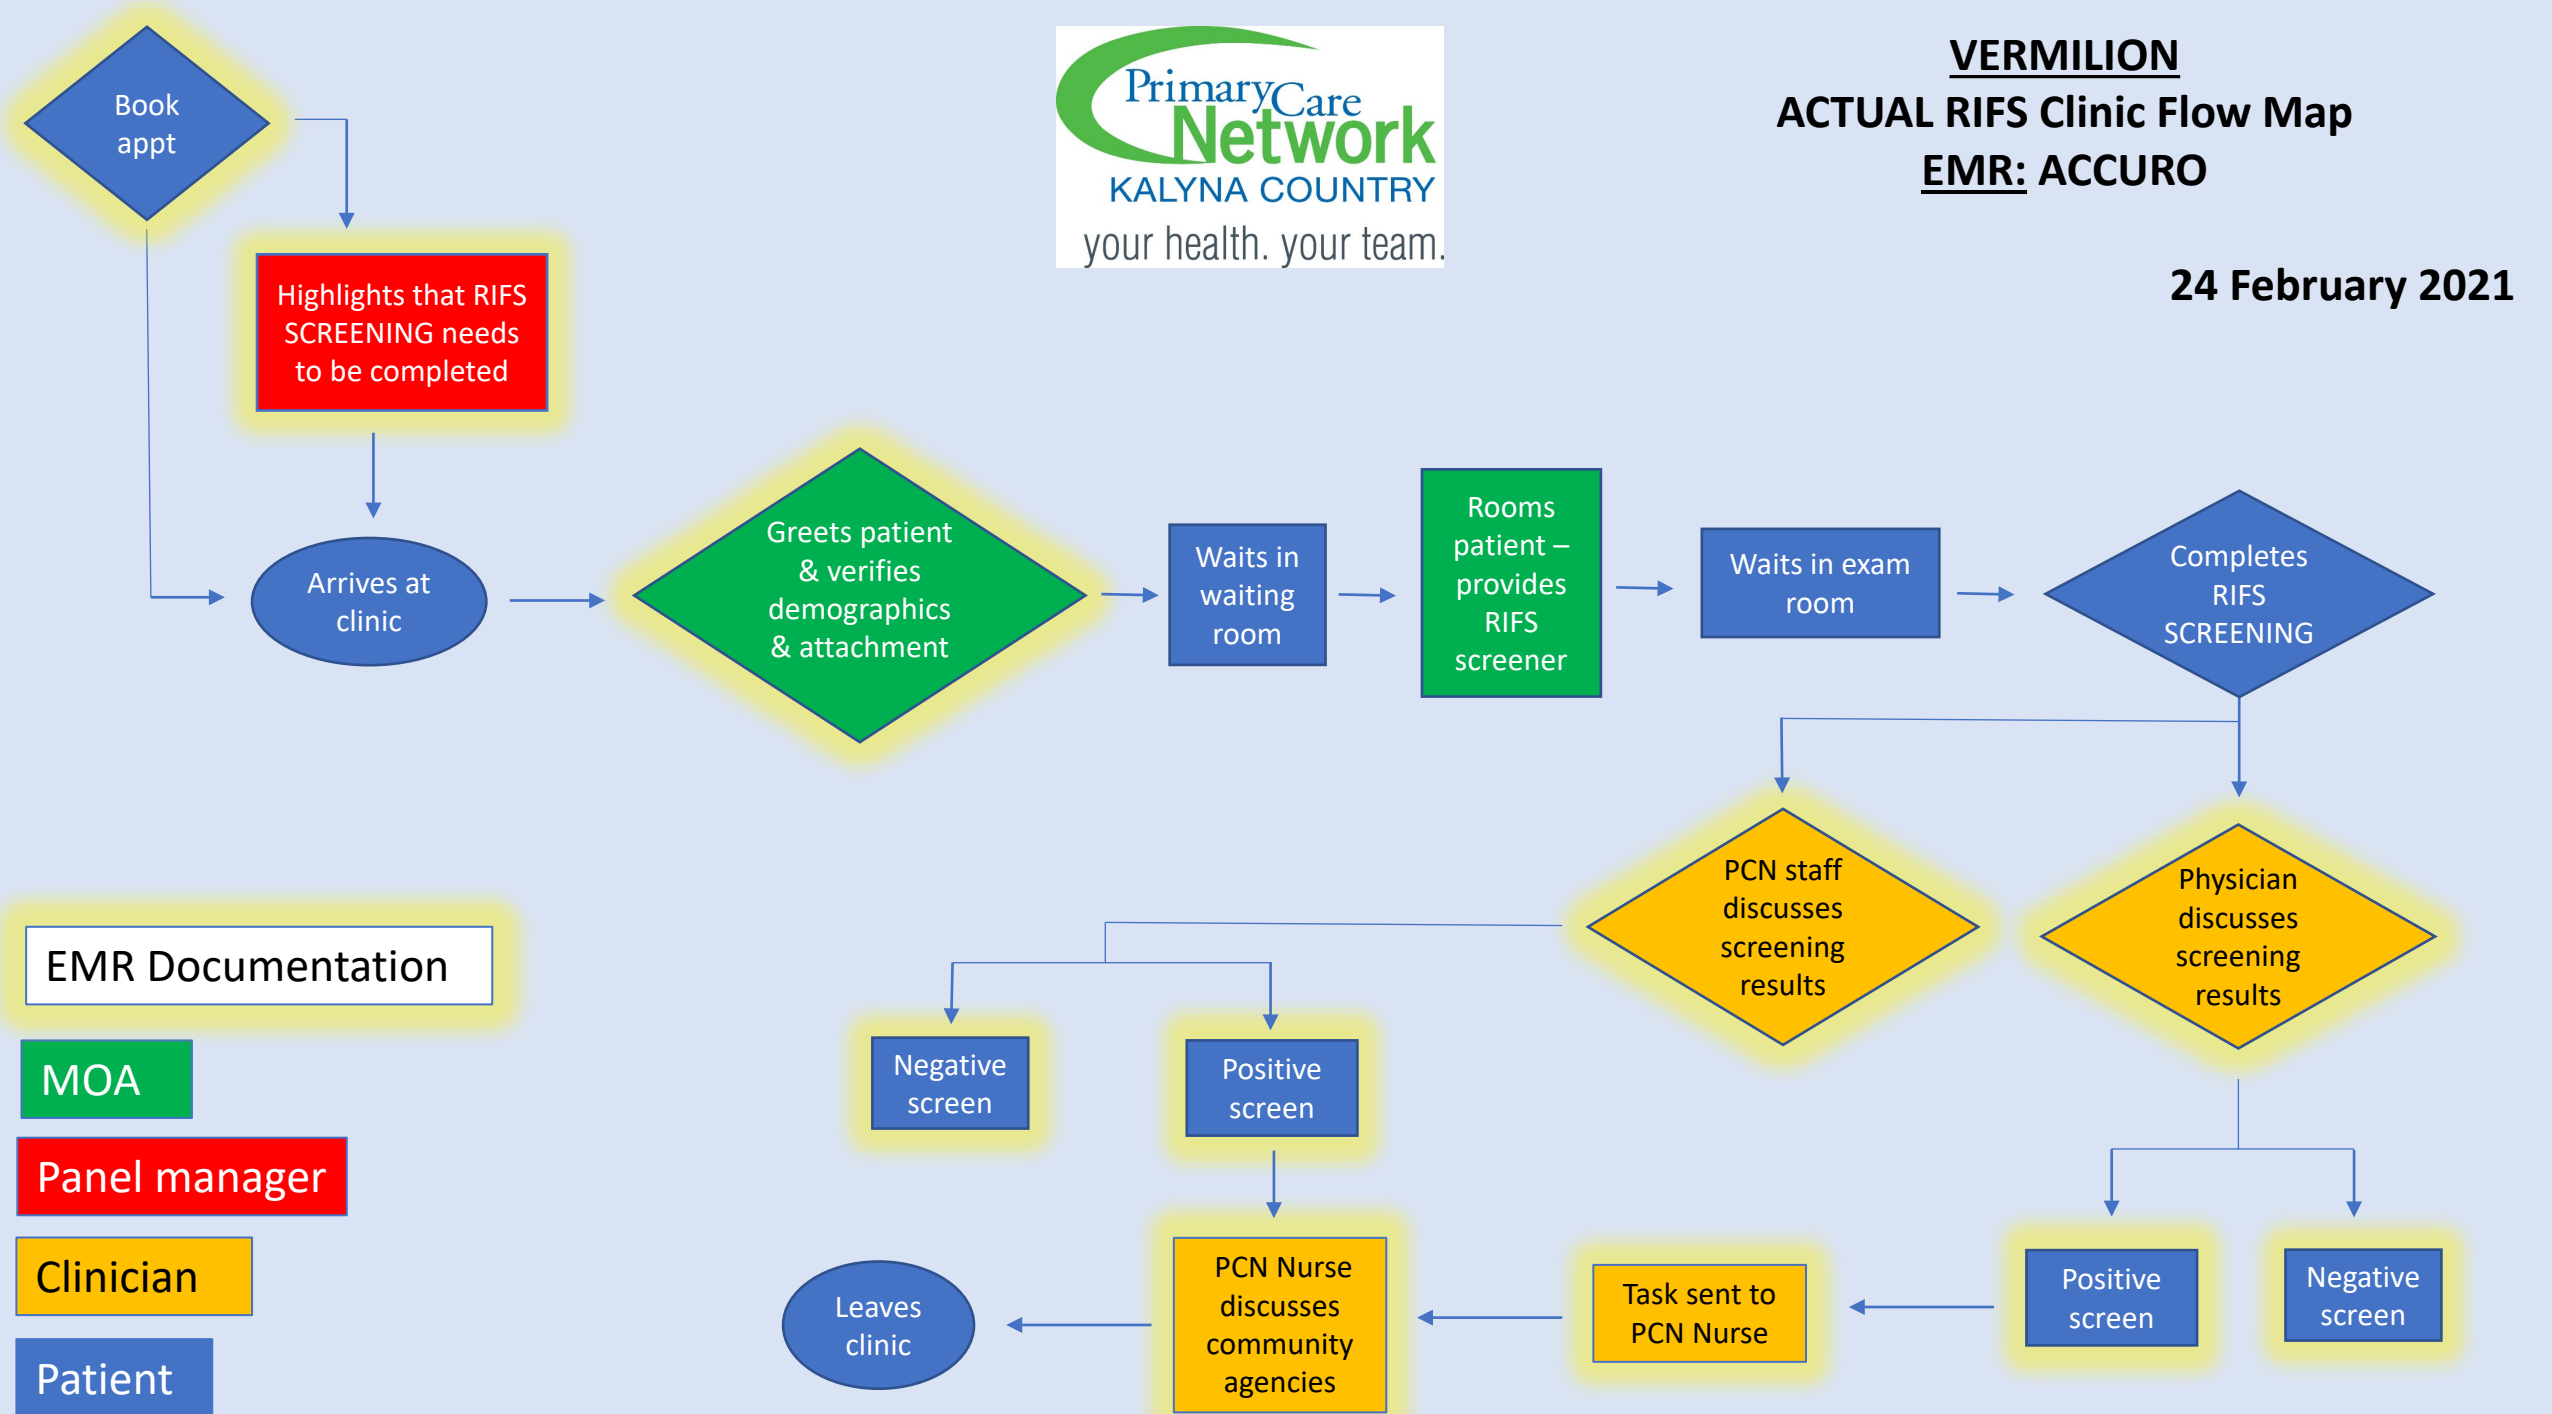 Book
appt
Primary Care
Network
KALYNA COUNTRY
your health. your team.
VERMILION
ACTUAL RIFS Clinic Flow Map
EMR: ACCURO
24 February 2021
Highlights that RIFS
SCREENING needs
to be completed
Arrives at
clinic
Greets patient
& verifies
demographics
& attachment
Waits in
waiting
room
Rooms
patient –
provides
RIFS
screener
Waits in exam
room
Completes
RIFS
SCREENING
PCN staff
discusses
screening
results
Physician
discusses
screening
results
Negative
screen
Positive
screen
Positive
screen
Negative
screen
Task sent to
PCN Nurse
PCN Nurse
discusses
community
agencies
Leaves
clinic
EMR Documentation
MOA
Panel manager
Clinician
Patient